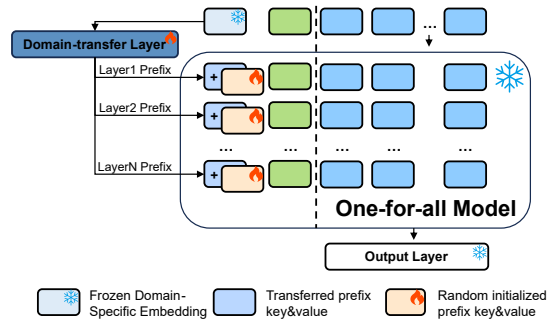 ...
Domain-transfer Layer
Layer1 Prefix
+
Layer2 Prefix
+
... ... ... ... ...
LayerN Prefix
+
One-for-all Model
Output Layer
Frozen Domain-
Specific Embedding
Transferred prefix
key&value
Random initialized
prefix key&value